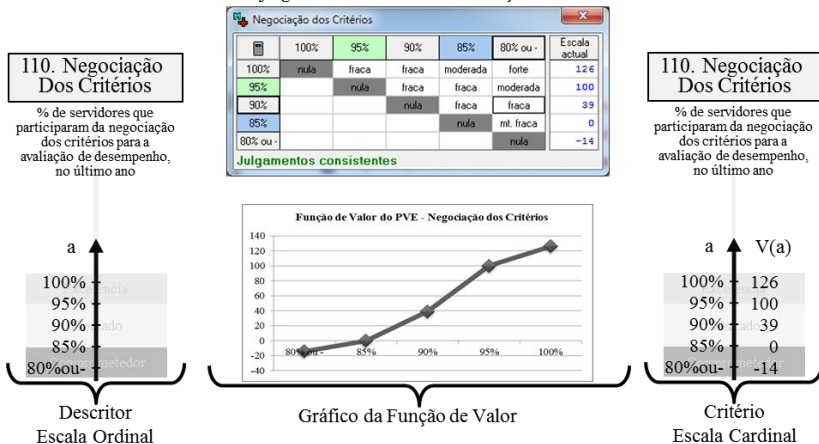 Negociação dos Critérios
100% 95% 90% 85% 80% ou - Escala actual
100% nula fraca fraca moderada forte 126
95% nula fraca fraca moderada 100
90% nula fraca fraca 39
85% nula mt. fraca 0
80% ou - nula -14
Julgamentos consistentes
110. Negociação
Dos Critérios
% de servidores que
participaram da negociação
dos critérios para a
avaliação de desempenho,
no último ano
a
100%
95%
90%
85%
80%ou-
Descritor
Escala Ordinal
Função de Valor do PVE - Negociação dos Critérios
140
120
100
80
60
40
20
0
-20
-40
80% ou - 85% 90% 95% 100%
Gráfico da Função de Valor
110. Negociação
Dos Critérios
% de servidores que
participaram da negociação
dos critérios para a
avaliação de desempenho,
no último ano
a V(a)
100% 126
95% 100
90% 39
85% 0
80%ou- -14
Critério
Escala Cardinal